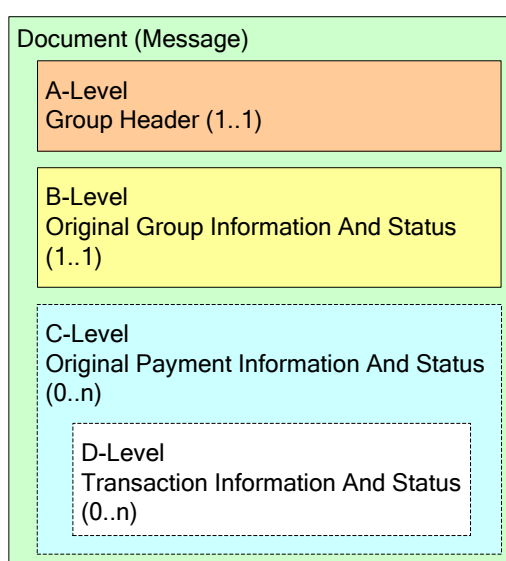 Document (Message)
A-Level
Group Header (1..1)
B-Level
Original Group Information And Status
(1..1)
C-Level
Original Payment Information And Status
(0..n)
D-Level
Transaction Information And Status
(0..n)